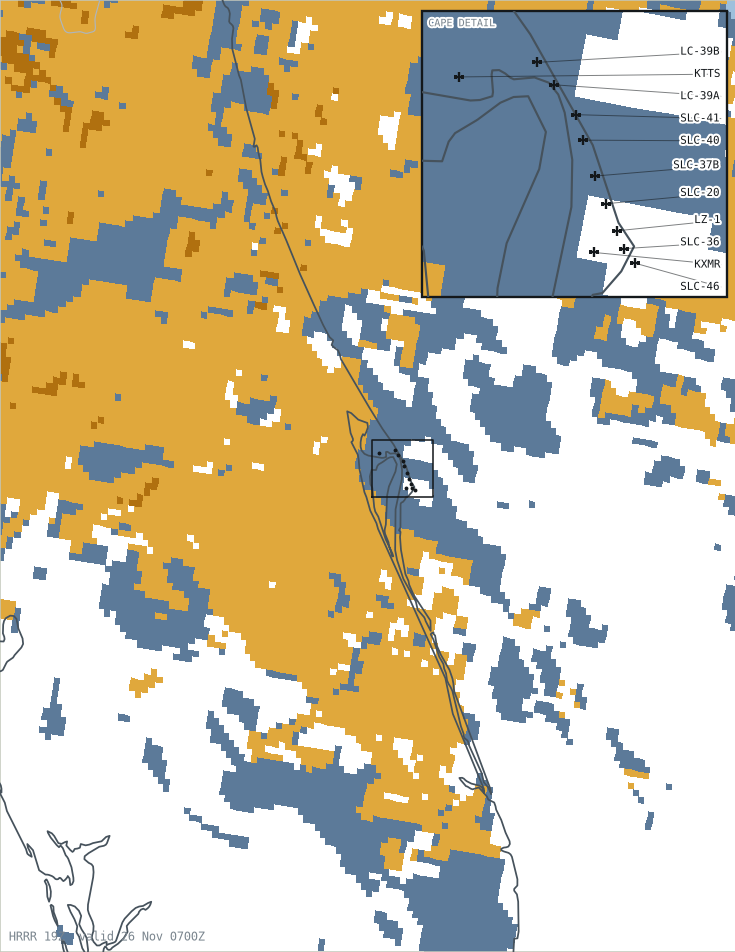 CAPE DETAIL
LC-39B
KTTS
LC-39A
SLC-41
SLC-40
SLC-37B
SLC-20
LZ-1
SLC-36
KXMR
SLC-46
HRRR valid 26 Nov 0700Z